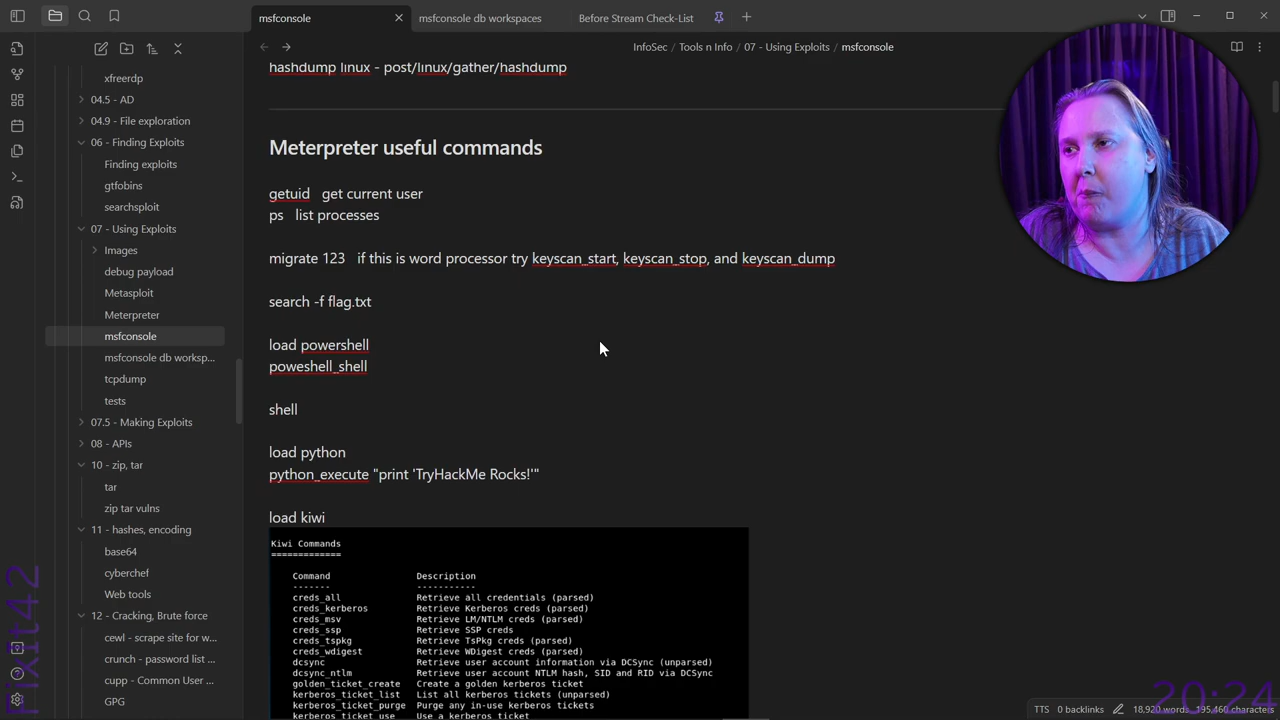 msfconsole
msfconsole db workspaces
Before Stream Check-List
InfoSec / Tools n Info / 07 - Using Exploits / msfconsole
xfreerdp
04.5 - AD
04.9 - File exploration
06 - Finding Exploits
Finding exploits
gtfobins
searchsploit
07 - Using Exploits
Images
debug payload
Metasploit
Meterpreter
msfconsole
msfconsole db worksp...
tcpdump
tests
07.5 - Making Exploits
08 - APIs
10 - zip, tar
tar
zip tar vulns
11 - hashes, encoding
base64
cyberchef
Web tools
12 - Cracking, Brute force
cewl - scrape site for w...
crunch - password list ...
cupp - Common User ...
GPG
hashdump linux - post/linux/gather/hashdump
Meterpreter useful commands
getuid get current user
ps list processes
migrate 123 if this is word processor try keyscan_start, keyscan_stop, and keyscan_dump
search -f flag.txt
load powershell
poweshell_shell
shell
load python
python_execute "print 'TryHackMe Rocks!'"
load kiwi
Kiwi Commands
=============
Command Description
------- -----------
creds_all Retrieve all credentials (parsed)
creds_kerberos Retrieve Kerberos creds (parsed)
creds_msv Retrieve LM/NTLM creds (parsed)
creds_ssp Retrieve SSP creds
creds_tspkg Retrieve TsPkg creds (parsed)
creds_wdigest Retrieve WDigest creds (parsed)
dcsync Retrieve user account information via DCSync (unparsed)
dcsync_ntlm Retrieve user account NTLM hash, SID and RID via DCSync
golden_ticket_create Create a golden kerberos ticket
kerberos_ticket_list List all kerberos tickets (unparsed)
kerberos_ticket_purge Purge any in-use kerberos tickets
kerberos_ticket_use Use a kerberos ticket
Fixit42
20:24
TTS 0 backlinks 18,920 words 195,460 characters